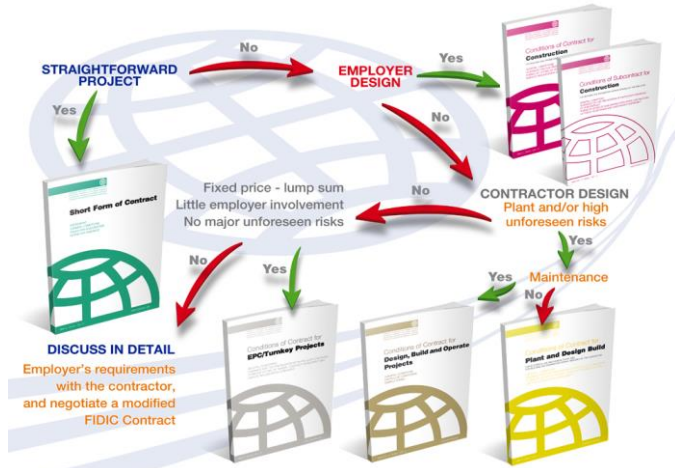 STRAIGHTFORWARD
PROJECT
No
EMPLOYER
DESIGN
Yes
Conditions of Contract for
Construction
Conditions of Subcontract for
Construction
Yes
No
Short Form of Contract
Fixed price - lump sum
Little employer involvement
No major unforeseen risks
No
CONTRACTOR DESIGN
Plant and/or high
unforeseen risks
Yes
No
Yes
Yes
Maintenance
No
DISCUSS IN DETAIL
Employer's requirements
with the contractor,
and negotiate a modified
FIDIC Contract
Conditions of Contract for
EPC/Turnkey Projects
Conditions of Contract for
Design, Build and Operate
Projects
Conditions of Contract for
Plant and Design Build